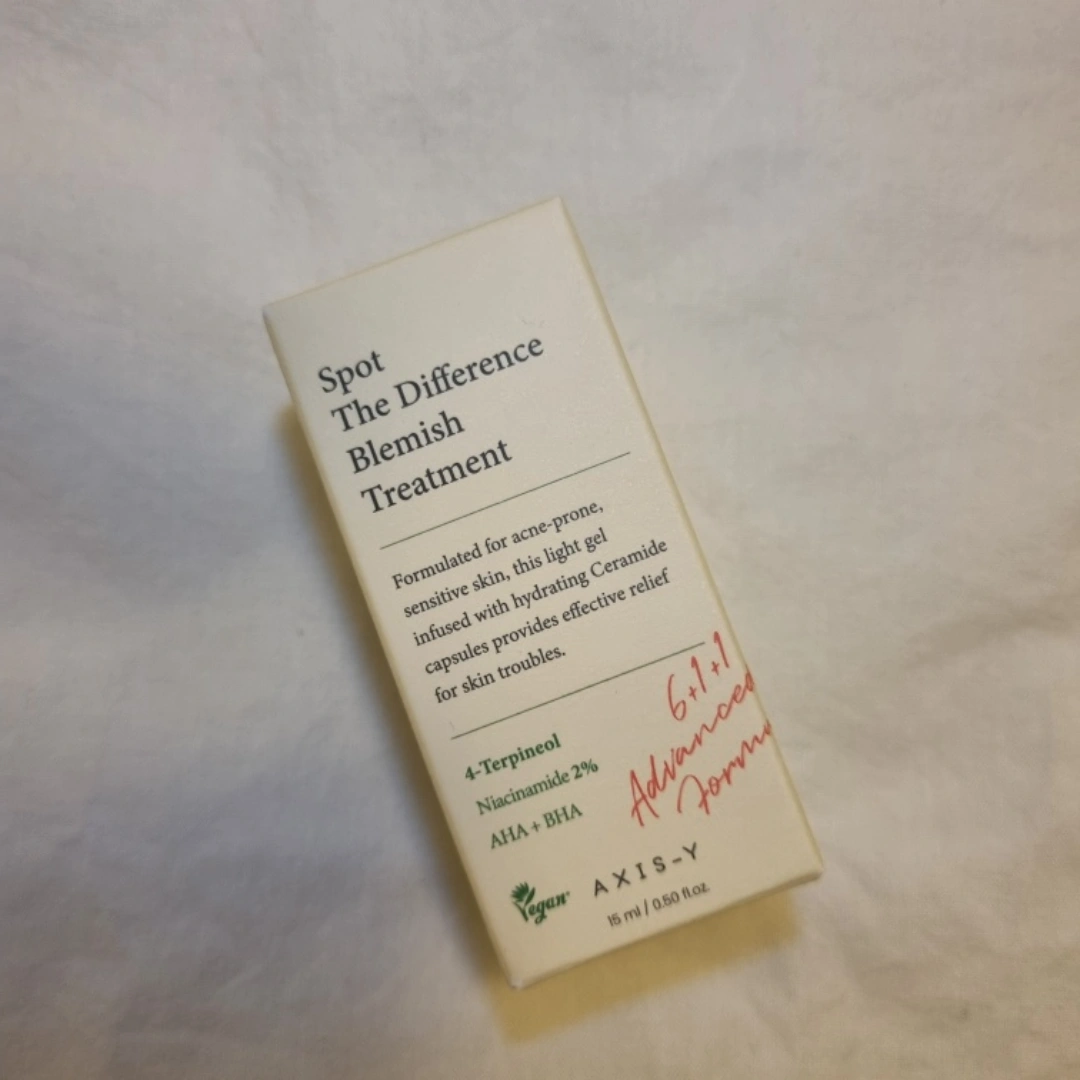 Spot
The Difference
Blemish
Treatment
Formulated for acne-prone,
sensitive skin, this light gel
infused with hydrating Ceramide
capsules provides effective relief
for skin troubles.
6+1+1
Advanced
Formu
4-Terpineol
Niacinamide 2%
AHA + BHA
Vegan
AXIS-Y
15 ml / 0.50 fl.oz.